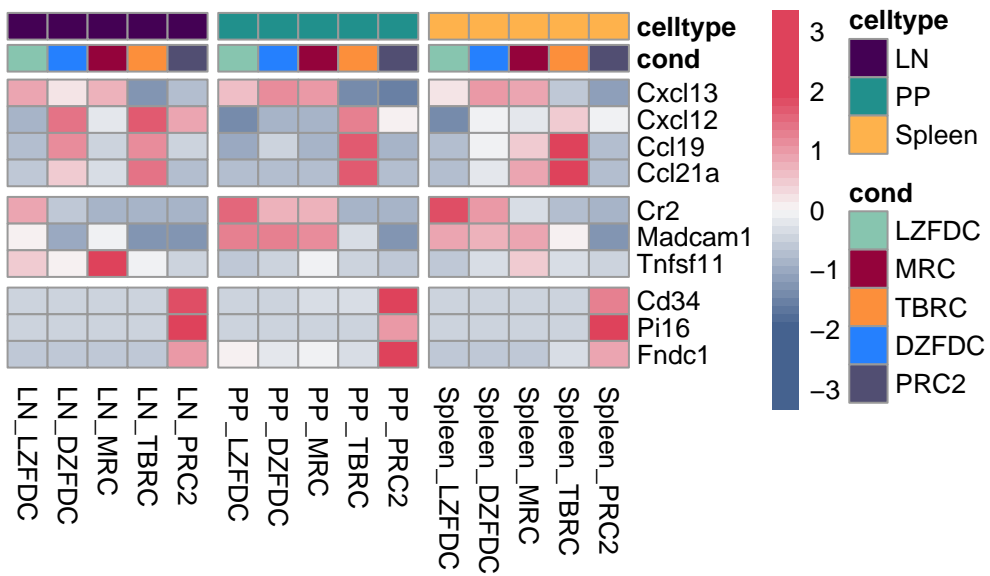 celltype
cond
Cxcl13
Cxcl12
Ccl19
Ccl21a
Cr2
Madcam1
Tnfsf11
Cd34
Pi16
Fndc1
LN_LZFDC
LN_DZFDC
LN_MRC
LN_TBRC
LN_PRC2
PP_LZFDC
PP_DZFDC
PP_MRC
PP_TBRC
PP_PRC2
Spleen_LZFDC
Spleen_DZFDC
Spleen_MRC
Spleen_TBRC
Spleen_PRC2
3
2
1
0
−1
−2
−3
celltype
LN
PP
Spleen
cond
LZFDC
MRC
TBRC
DZFDC
PRC2